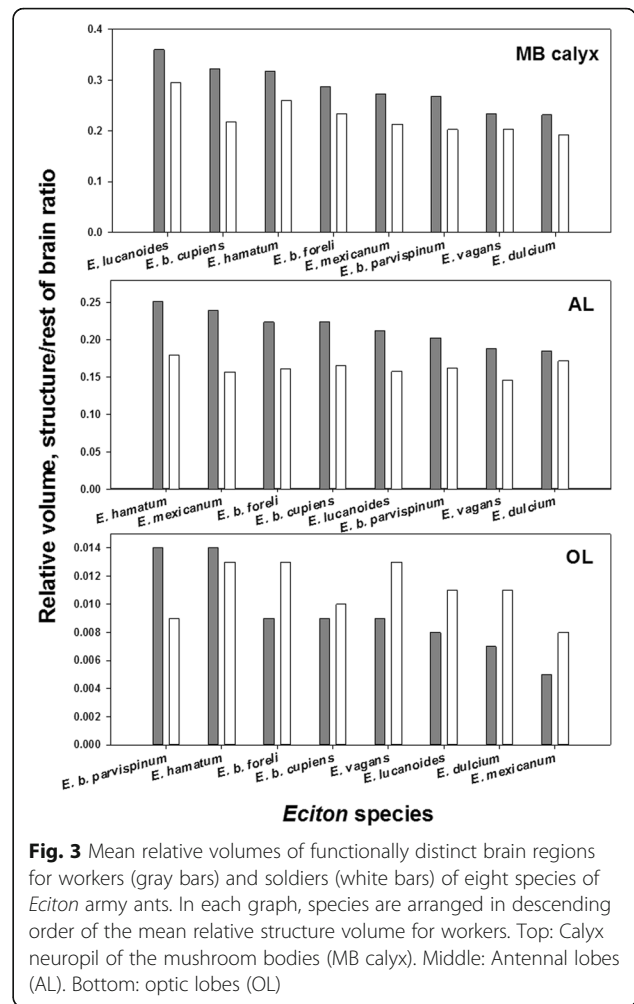 MB calyx
0.4
0.3
0.2
0.1
0.0
E. lucanoides
E. b. cupiens
E. hamatum
E. b. foreli
E. mexicanum
E. b. parvispinum
E. vagans
E. dulcium
AL
0.25
0.20
0.15
0.10
0.05
0.00
E. hamatum
E. mexicanum
E. b. foreli
E. b. cupiens
E. lucanoides
E. b. parvispinum
E. vagans
E. dulcium
OL
0.014
0.012
0.010
0.008
0.006
0.004
0.002
0.000
E. b. parvispinum
E. hamatum
E. b. foreli
E. b. cupiens
E. vagans
E. lucanoides
E. dulcium
E. mexicanum
Relative volume, structure/rest of brain ratio
Eciton species
Fig. 3 Mean relative volumes of functionally distinct brain regions
for workers (gray bars) and soldiers (white bars) of eight species of
Eciton army ants. In each graph, species are arranged in descending
order of the mean relative structure volume for workers. Top: Calyx
neuropil of the mushroom bodies (MB calyx). Middle: Antennal lobes
(AL). Bottom: optic lobes (OL)